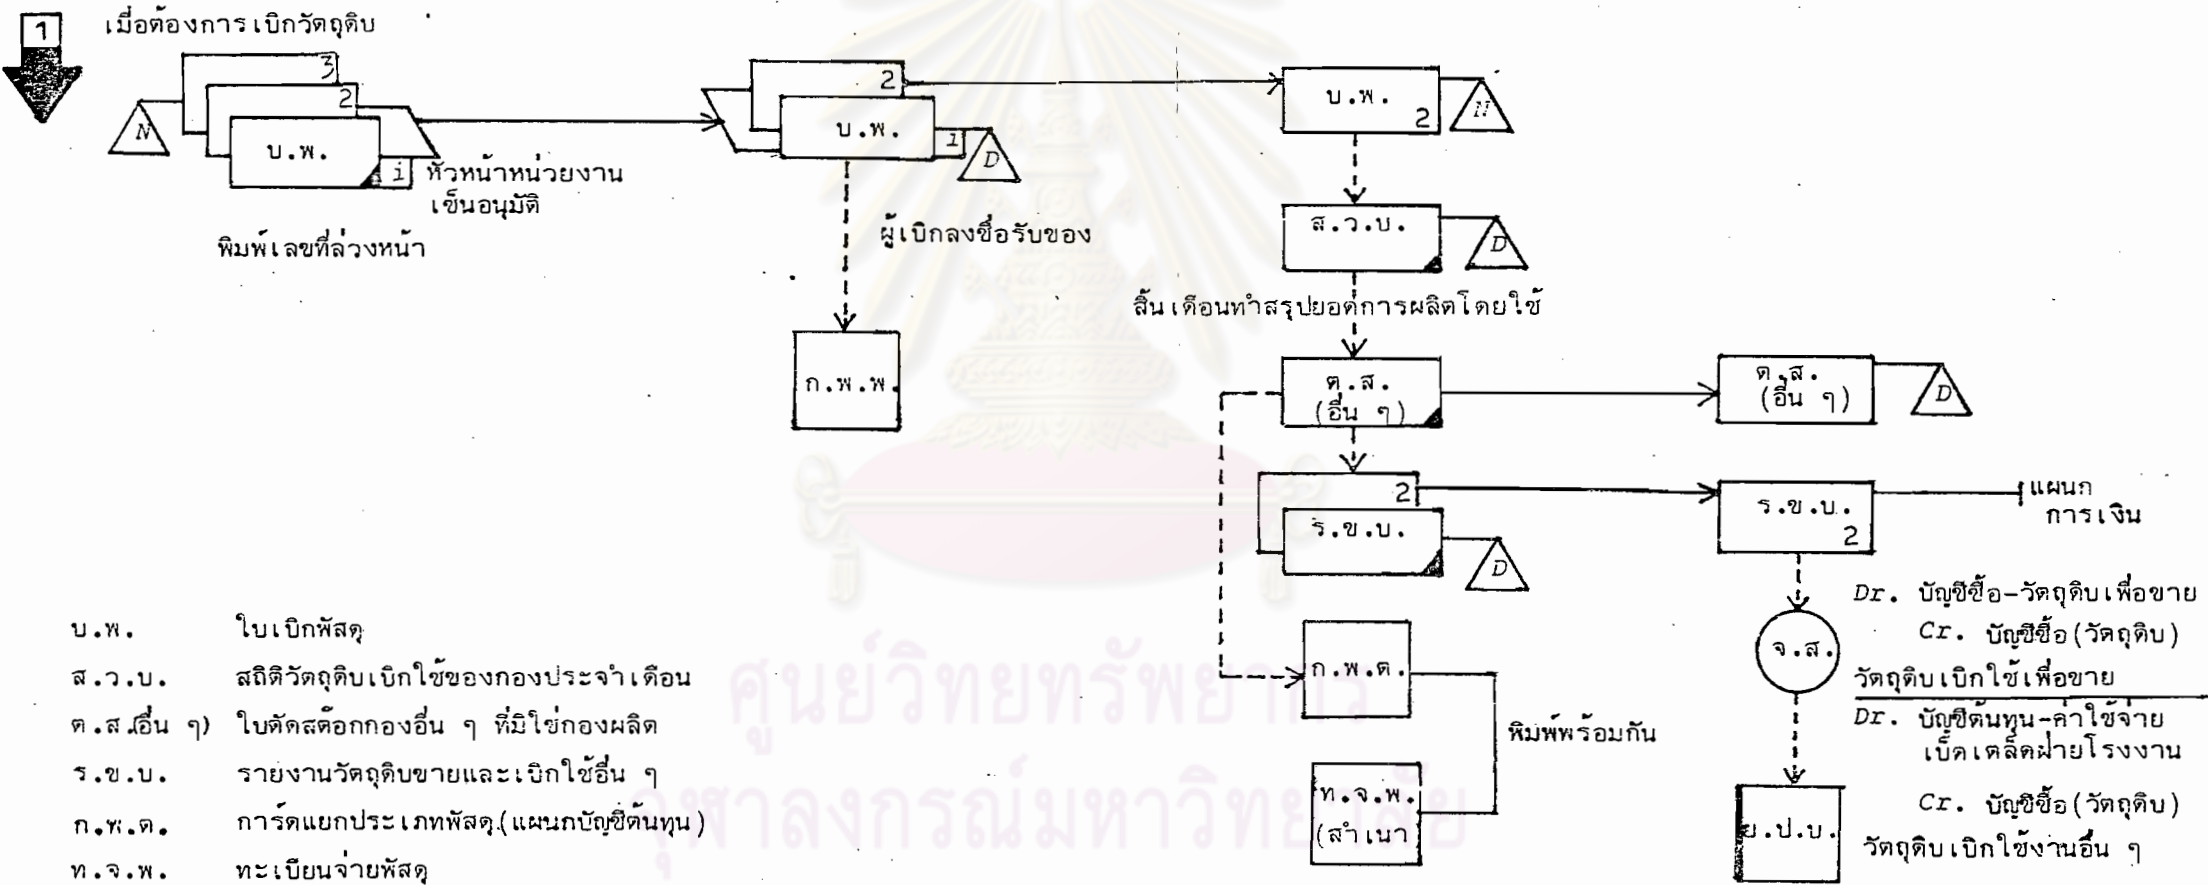 1
เมื่อต้องการเบิกวัตถุดิบ
3
2
N
บ.พ.
i
หัวหน้าหน่วยงาน
เซ็นอนุมัติ
พิมพ์เลขที่ล่วงหน้า
2
บ.พ.
1
D
ผู้เบิกลงชื่อรับของ
ก.พ.พ.
บ.พ.
2
N
ส.ว.บ.
D
สิ้นเดือนทำสรุปยอดการผลิตโดยใช้
ต.ส.
(อื่น ๆ)
ต.ส.
(อื่น ๆ)
D
2
ร.ข.บ.
D
ร.ข.บ.
2
แผนก
การเงิน
ก.พ.ต.
พิมพ์พร้อมกัน
ท.จ.พ.
(สำเนา
จ.ส.
Dr. บัญชีซื้อ-วัตถุดิบเพื่อขาย
Cr. บัญชีซื้อ(วัตถุดิบ)
วัตถุดิบเบิกใช้เพื่อขาย
Dr. บัญชีต้นทุน-ค่าใช้จ่าย
เบ็ดเตล็ดฝ่ายโรงงาน
Cr. บัญชีซื้อ(วัตถุดิบ)
วัตถุดิบเบิกใช้งานอื่น ๆ
ย.ป.บ.
บ.พ. ใบเบิกพัสดุ
ส.ว.บ. สถิติวัตถุดิบเบิกใช้ของกองประจำเดือน
ต.ส.(อื่น ๆ) ใบตัดสต้อกกองอื่น ๆ ที่มิใช่กองผลิต
ร.ข.บ. รายงานวัตถุดิบขายและเบิกใช้อื่น ๆ
ก.พ.ต. การ์ดแยกประเภทพัสดุ.(แผนกบัญชีต้นทุน)
ท.จ.พ. ทะเบียนจ่ายพัสดุ
ศูนย์วิทยทรัพยากร
จุฬาลงกรณ์มหาวิทยาลัย